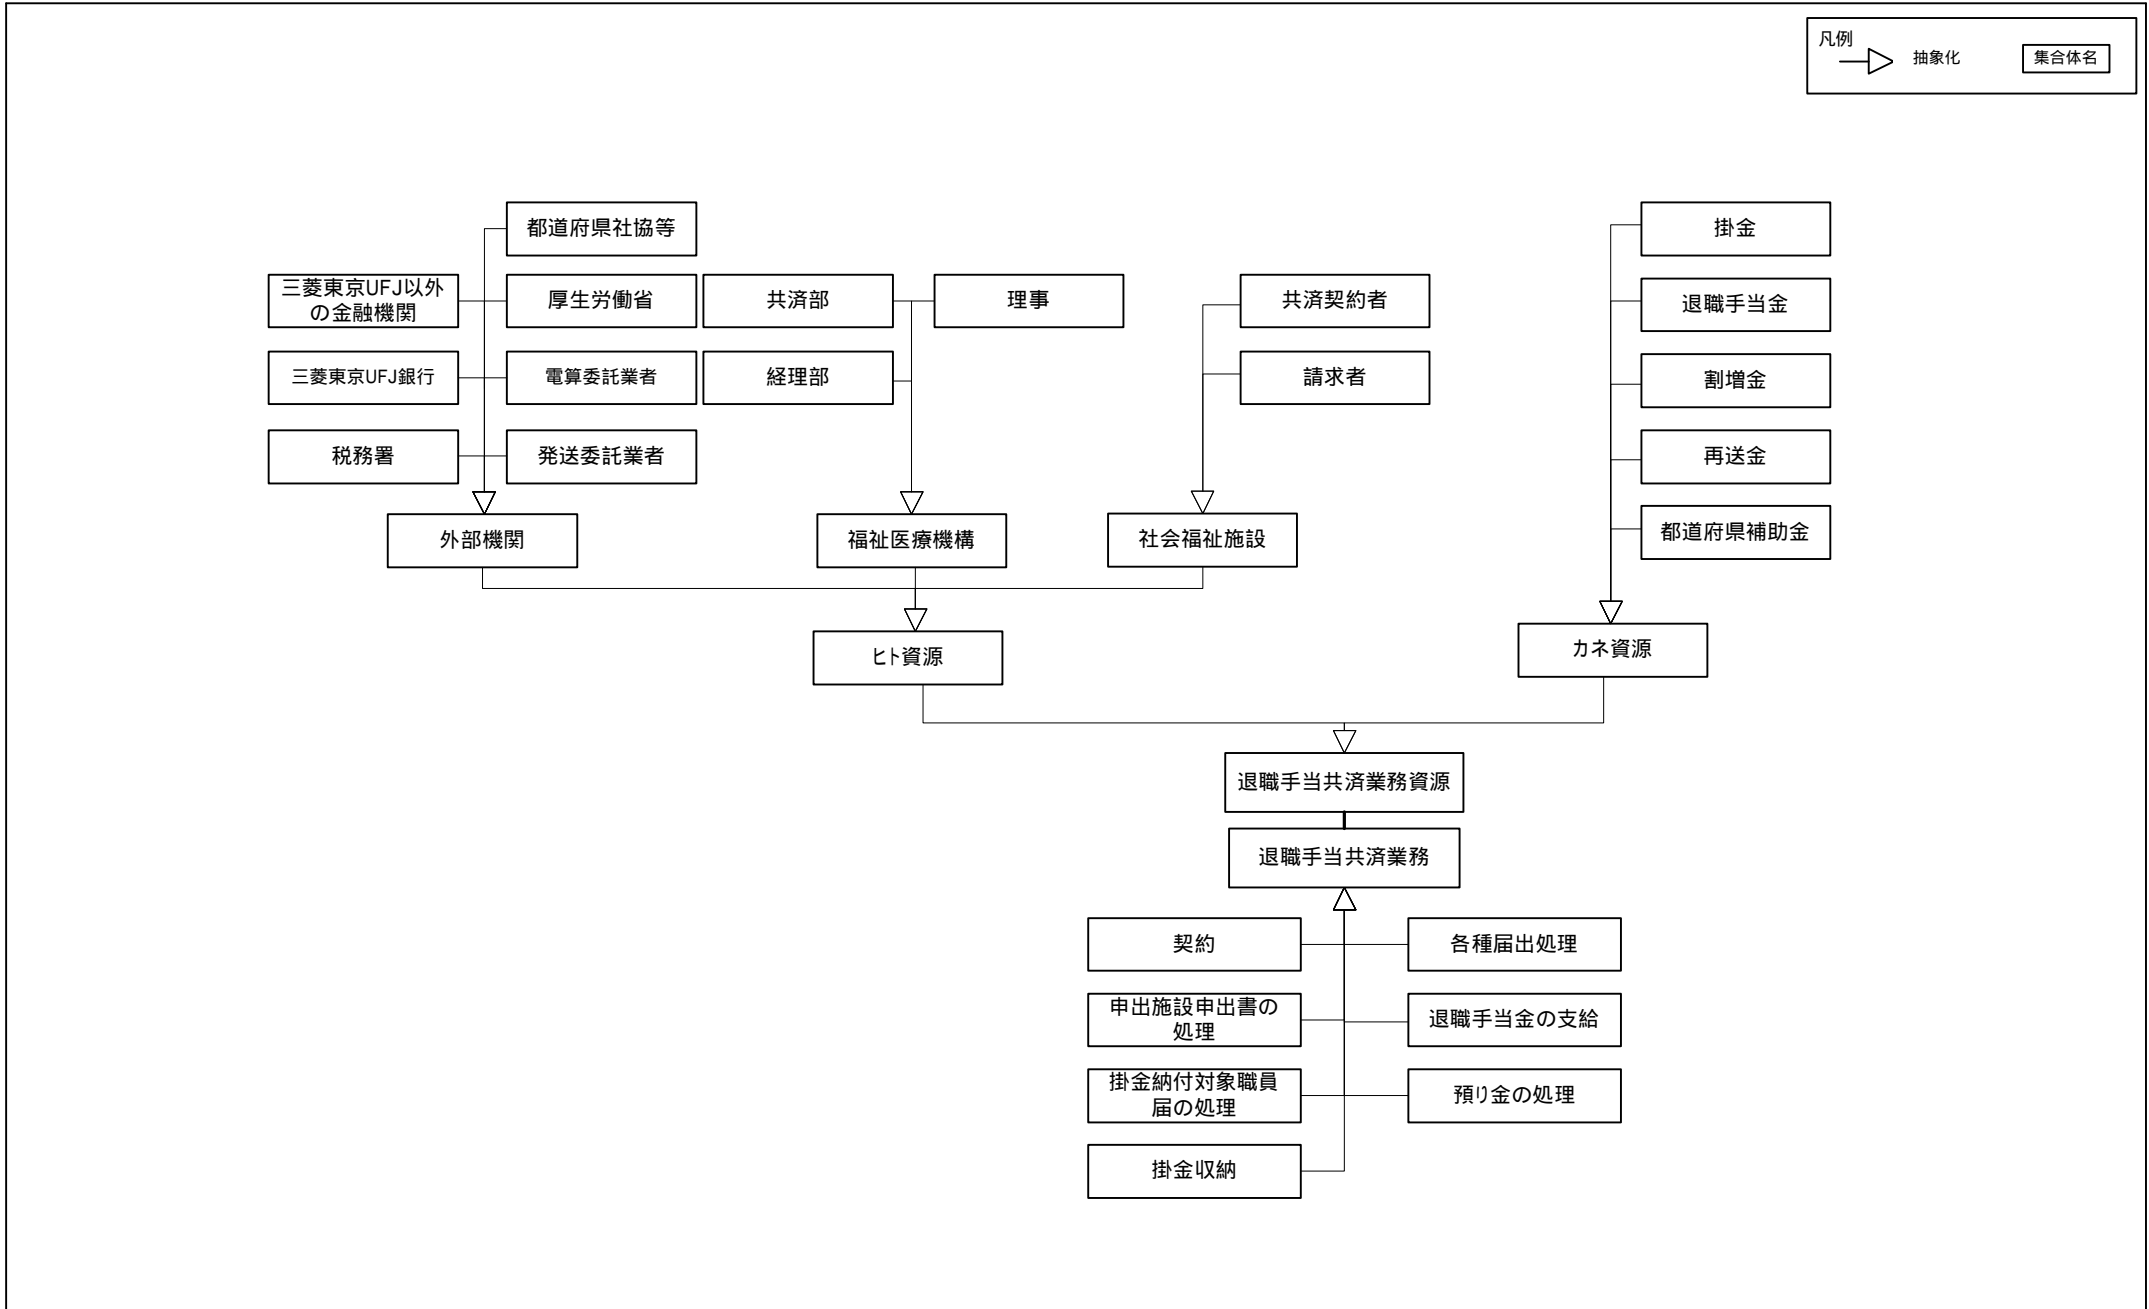 凡例
抽象化
集合体名
都道府県社協等
掛金
三菱東京UFJ以外
の金融機関
厚生労働省
共済部
理事
共済契約者
退職手当金
三菱東京UFJ銀行
電算委託業者
経理部
請求者
割増金
税務署
発送委託業者
再送金
外部機関
福祉医療機構
社会福祉施設
都道府県補助金
ヒト資源
カネ資源
退職手当共済業務資源
退職手当共済業務
契約
各種届出処理
申出施設申出書の
処理
退職手当金の支給
掛金納付対象職員
届の処理
預り金の処理
掛金収納